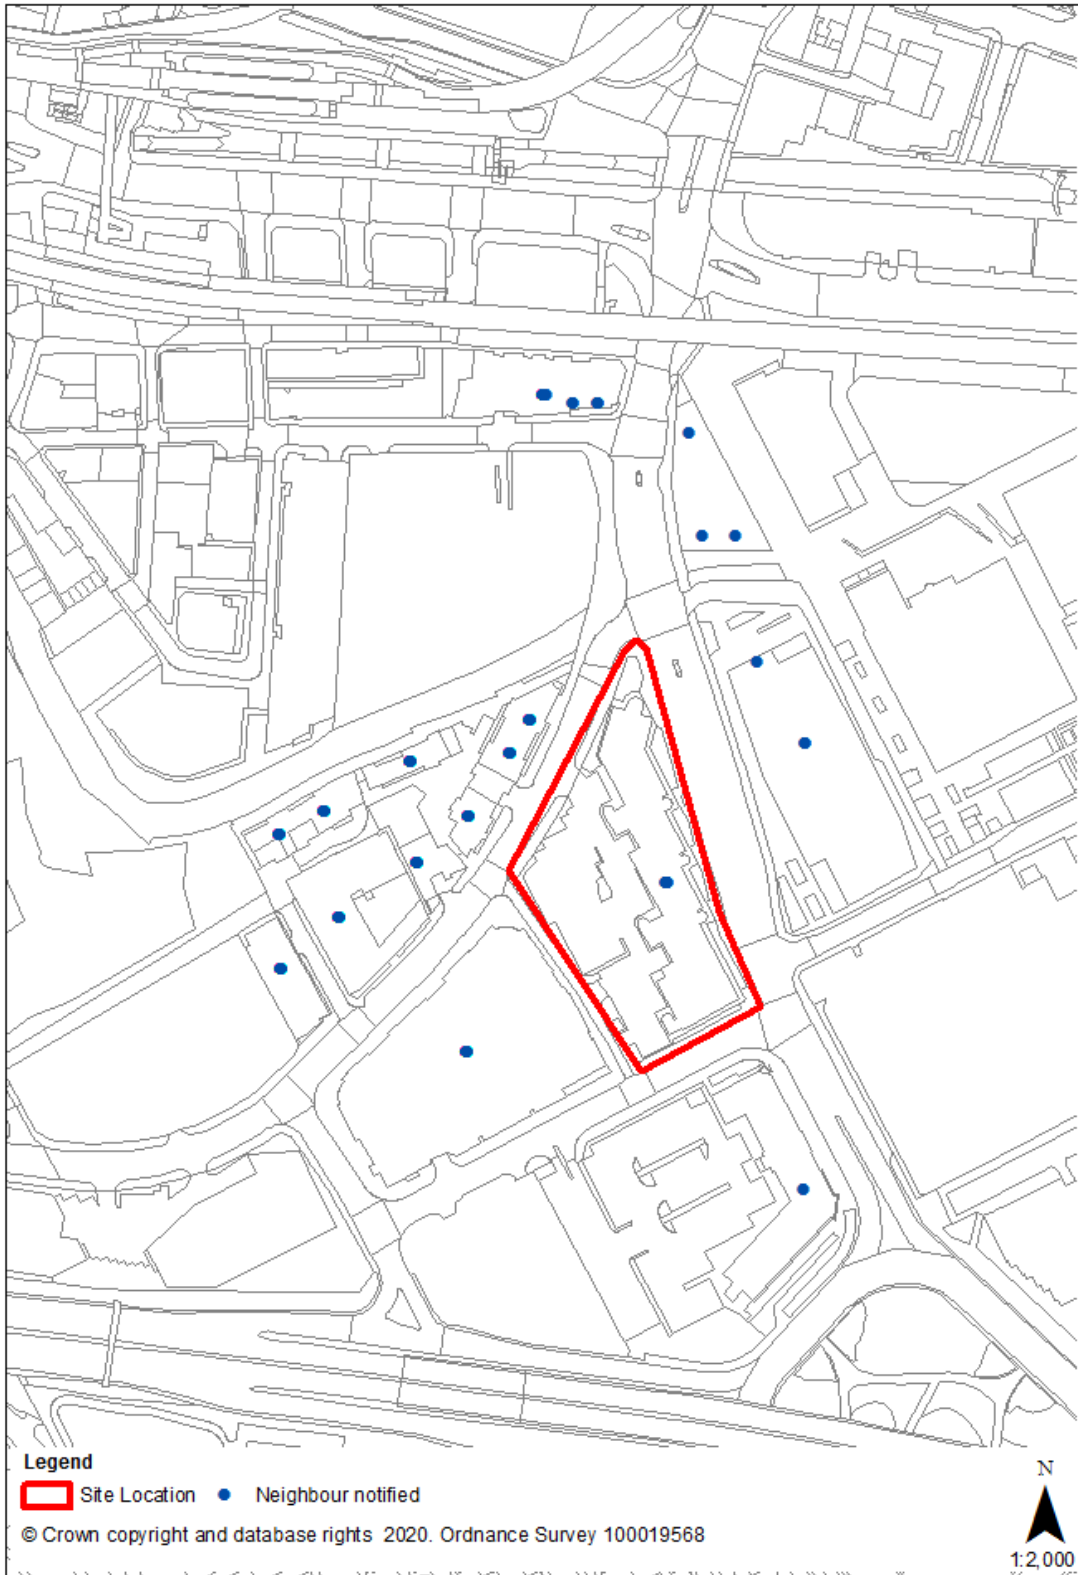 Legend
Site Location Neighbour notified
© Crown copyright and database rights 2020. Ordnance Survey 100019568
N
1:2,000